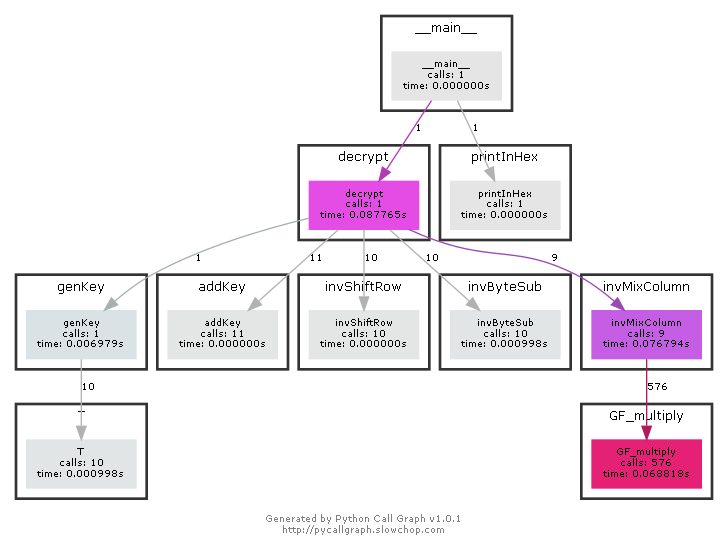 __main__
__main__
calls: 1
time: 0.000000s
1
1
decrypt
decrypt
calls: 1
time: 0.087765s
printInHex
printInHex
calls: 1
time: 0.000000s
1
11
10
10
9
genKey
genKey
calls: 1
time: 0.006979s
addKey
addKey
calls: 11
time: 0.000000s
invShiftRow
invShiftRow
calls: 10
time: 0.000000s
invByteSub
invByteSub
calls: 10
time: 0.000998s
invMixColumn
invMixColumn
calls: 9
time: 0.076794s
10
576
T
calls: 10
time: 0.000998s
GF_multiply
GF_multiply
calls: 576
time: 0.068818s
Generated by Python Call Graph v1.0.1
http://pycallgraph.slowchop.com